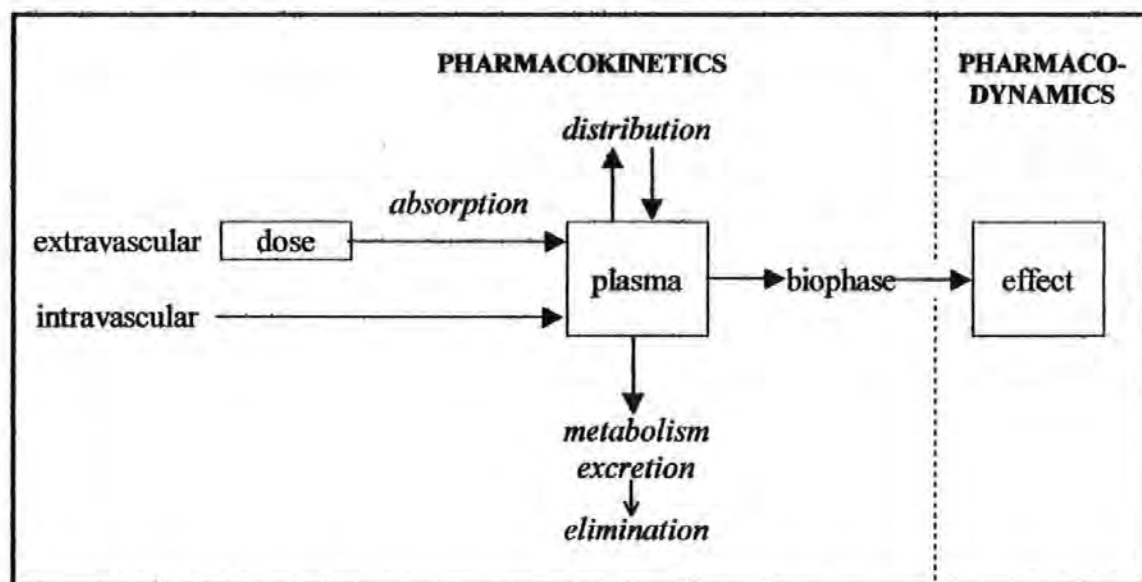 PHARMACOKINETICS
PHARMACO-
DYNAMICS
distribution
absorption
extravascular
dose
plasma
biophase
effect
intravascular
metabolism
excretion
elimination